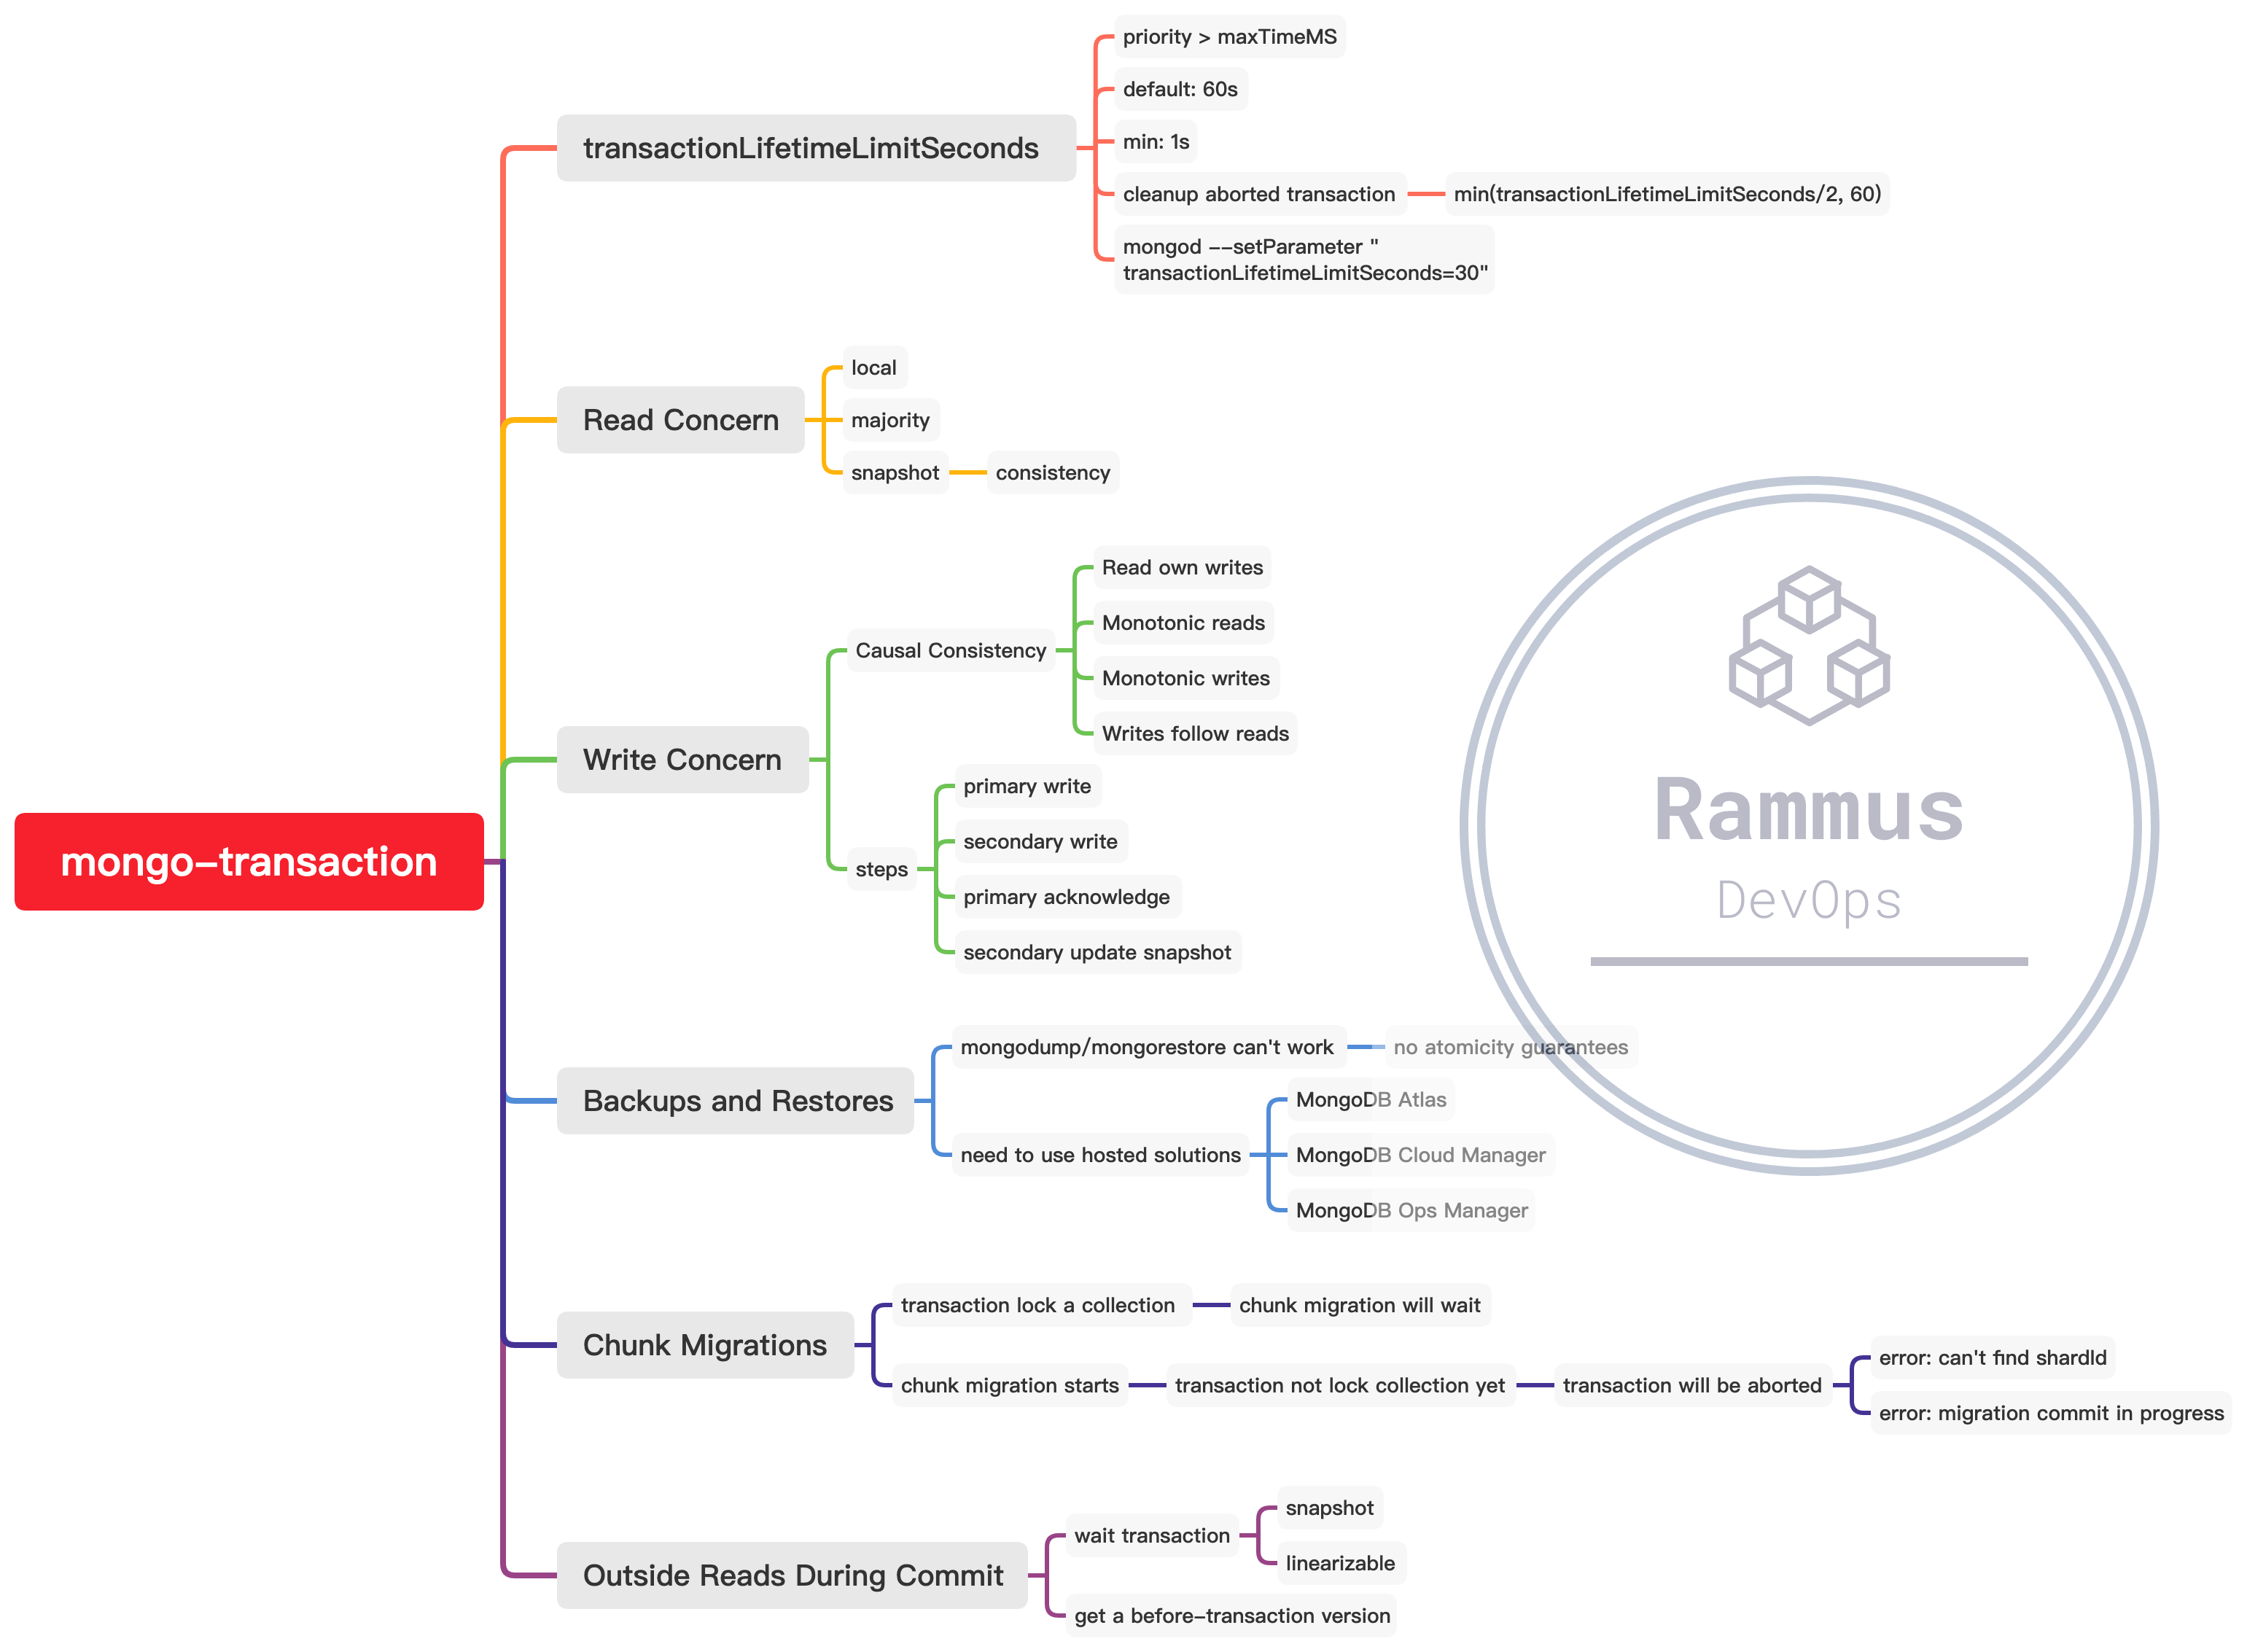 priority > maxTimeMS
default: 60s
min: 1s
transactionLifetimeLimitSeconds
cleanup aborted transaction
min(transactionLifetimeLimitSeconds/2, 60)
mongod --setParameter "
transactionLifetimeLimitSeconds=30"
Read Concern
local
majority
snapshot
consistency
Write Concern
Causal Consistency
Read own writes
Monotonic reads
Monotonic writes
Writes follow reads
steps
primary write
secondary write
primary acknowledge
secondary update snapshot
mongo-transaction
Rammus
DevOps
Backups and Restores
mongodump/mongorestore can't work
no atomicity guarantees
need to use hosted solutions
MongoDB Atlas
MongoDB Cloud Manager
MongoDB Ops Manager
Chunk Migrations
transaction lock a collection
chunk migration will wait
chunk migration starts
transaction not lock collection yet
transaction will be aborted
error: can't find shardId
error: migration commit in progress
Outside Reads During Commit
wait transaction
snapshot
linearizable
get a before-transaction version